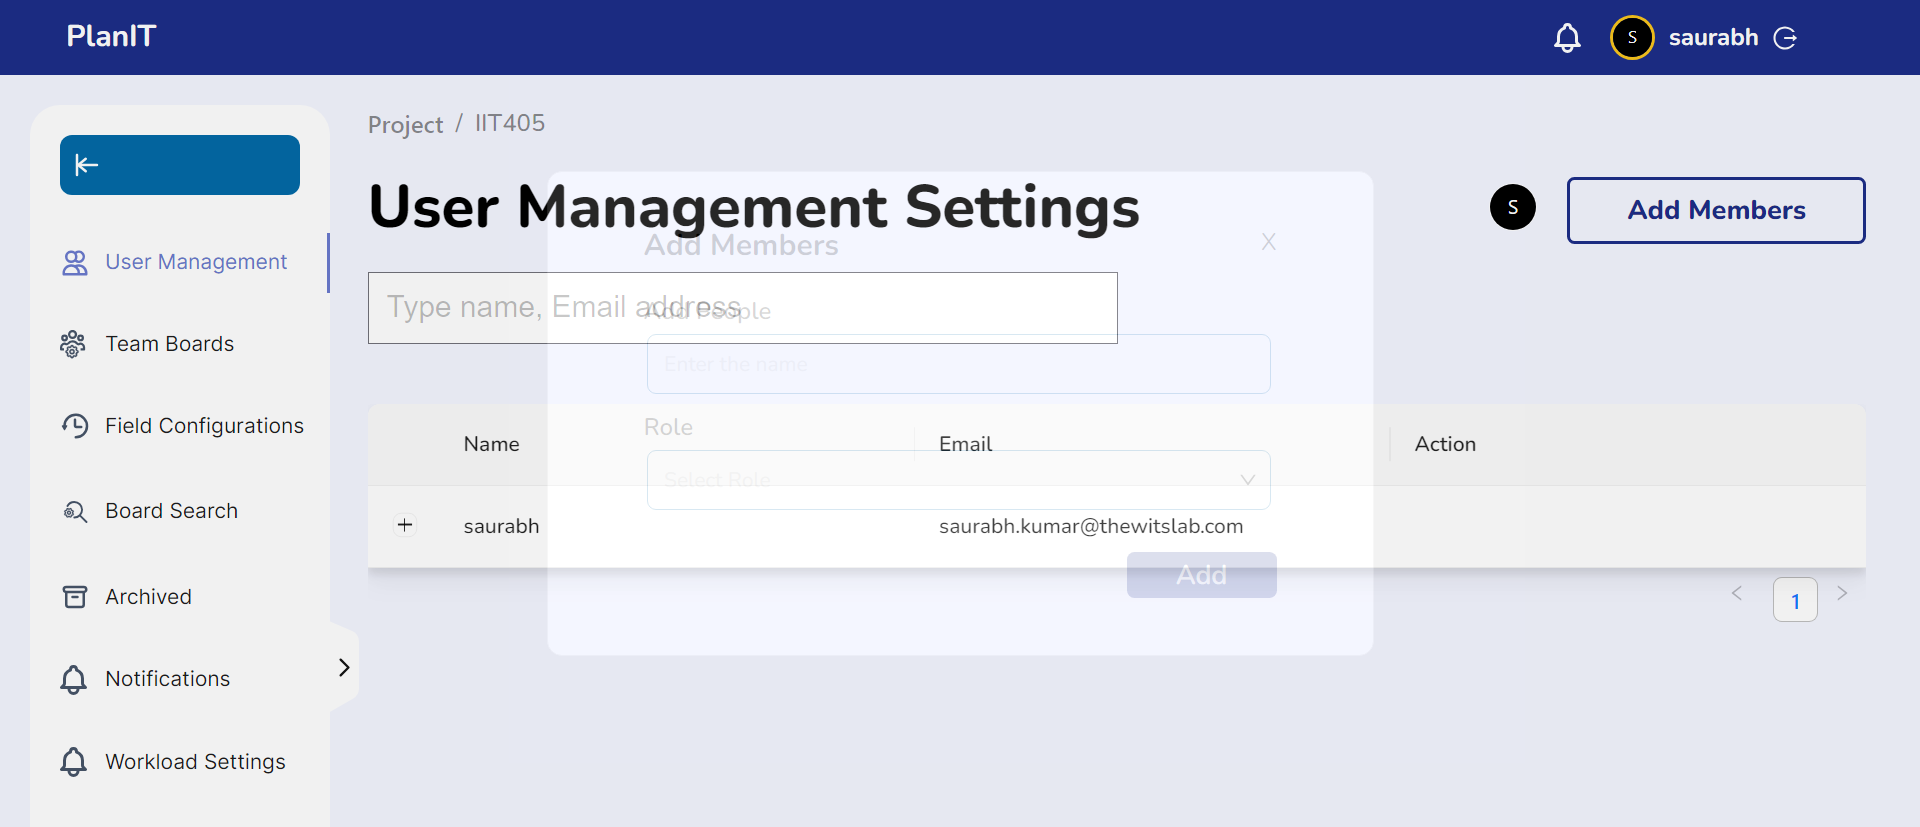 PlanIT
S saurabh
Project / IIT405
User Management Settings
S
Add Members
Add Members
X
Type name, Email address
Add People
Enter the name
Role
Select Role
Name Email Action
saurabh saurabh.kumar@thewitslab.com
Add
1
User Management
Team Boards
Field Configurations
Board Search
Archived
Notifications
Workload Settings